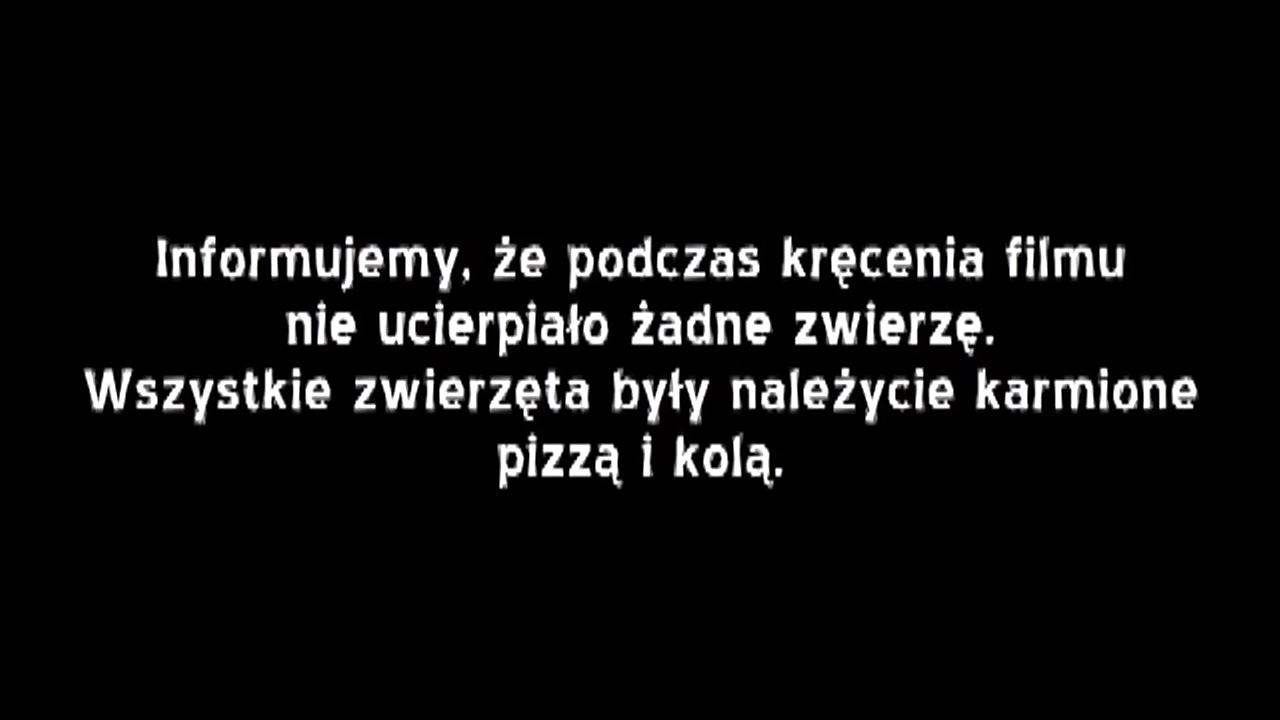 Informujemy, że podczas kręcenia filmu
nie ucierpiało żadne zwierzę.
Wszystkie zwierzęta były należycie karmione
pizzą i kolą.